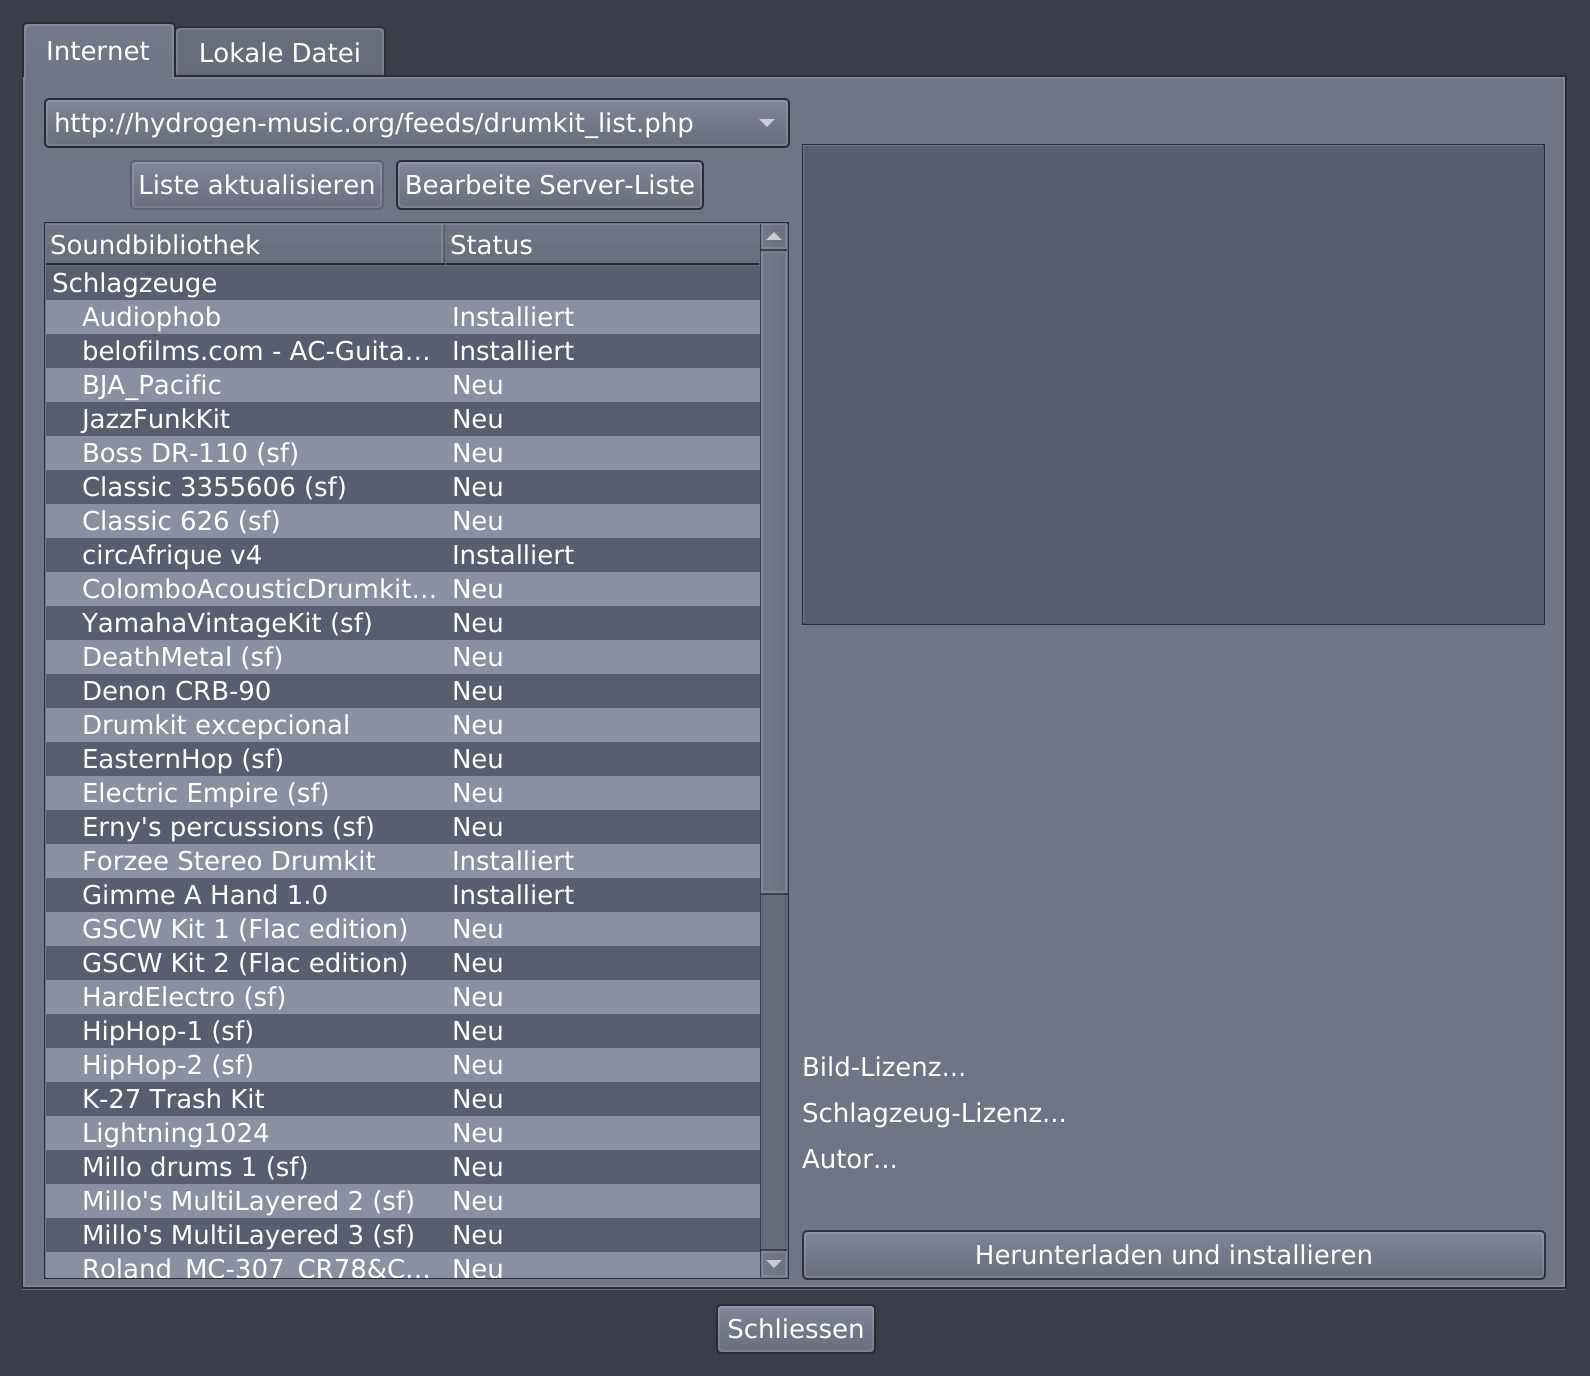 Internet
Lokale Datei
http://hydrogen-music.org/feeds/drumkit_list.php
Liste aktualisieren
Bearbeite Server-Liste
Soundbibliothek Status
Schlagzeuge
Audiophob Installiert
belofilms.com - AC-Guita... Installiert
BJA_Pacific Neu
JazzFunkKit Neu
Boss DR-110 (sf) Neu
Classic 3355606 (sf) Neu
Classic 626 (sf) Neu
circAfrique v4 Installiert
ColomboAcousticDrumkit... Neu
YamahaVintageKit (sf) Neu
DeathMetal (sf) Neu
Denon CRB-90 Neu
Drumkit excepcional Neu
EasternHop (sf) Neu
Electric Empire (sf) Neu
Erny's percussions (sf) Neu
Forzee Stereo Drumkit Installiert
Gimme A Hand 1.0 Installiert
GSCW Kit 1 (Flac edition) Neu
GSCW Kit 2 (Flac edition) Neu
HardElectro (sf) Neu
HipHop-1 (sf) Neu
HipHop-2 (sf) Neu
K-27 Trash Kit Neu
Lightning1024 Neu
Millo drums 1 (sf) Neu
Millo's MultiLayered 2 (sf) Neu
Millo's MultiLayered 3 (sf) Neu
Roland_MC-307_CR78&C... Neu
Bild-Lizenz...
Schlagzeug-Lizenz...
Autor...
Herunterladen und installieren
Schliessen